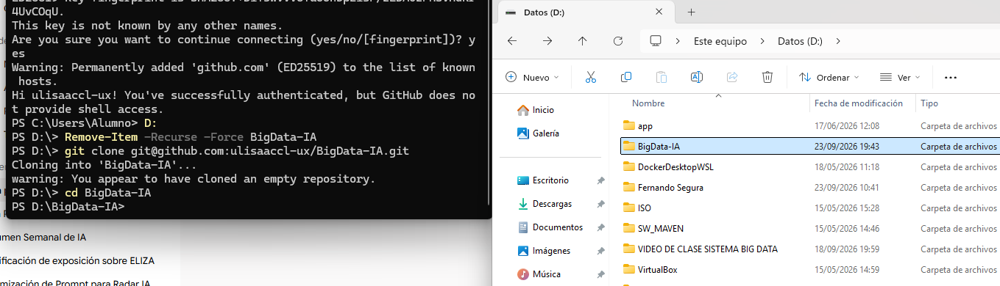 4UvCOqU.
This key is not known by any other names.
Are you sure you want to continue connecting (yes/no/[fingerprint])? y
es
Warning: Permanently added 'github.com' (ED25519) to the list of known
 hosts.
Hi ulisaaccl-ux! You've successfully authenticated, but GitHub does no
t provide shell access.
PS C:\Users\Alumno> D:
PS D:\> Remove-Item -Recurse -Force BigData-IA
PS D:\> git clone git@github.com:ulisaaccl-ux/BigData-IA.git
Cloning into 'BigData-IA'...
warning: You appear to have cloned an empty repository.
PS D:\> cd BigData-IA
PS D:\BigData-IA>
umen Semanal de IA
ificación de exposición sobre ELIZA
mización de Prompt para Radar IA
Datos (D:)
Este equipo > Datos (D:) >
Nuevo
Ordenar
Ver
Inicio
Galería
Escritorio
Descargas
Documentos
Imágenes
Música
Nombre Fecha de modificación Tipo
app 17/06/2026 12:08 Carpeta de archivos
BigData-IA 23/09/2026 19:43 Carpeta de archivos
DockerDesktopWSL 18/05/2026 11:18 Carpeta de archivos
Fernando Segura 23/09/2026 10:41 Carpeta de archivos
ISO 15/05/2026 15:28 Carpeta de archivos
SW_MAVEN 15/05/2026 14:46 Carpeta de archivos
VIDEO DE CLASE SISTEMA BIG DATA 18/09/2026 19:59 Carpeta de archivos
VirtualBox 15/05/2026 14:59 Carpeta de archivos